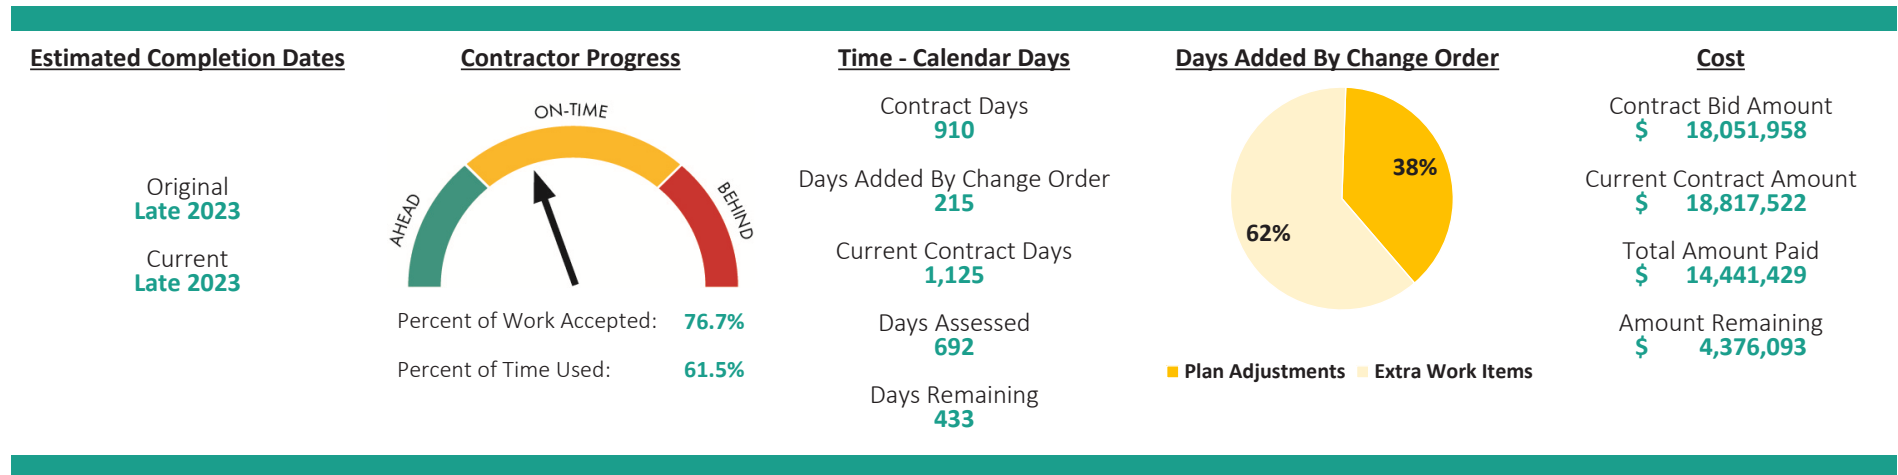 Estimated Completion Dates
Original
Late 2023
Current
Late 2023
Contractor Progress
AHEAD
ON-TIME
BEHIND
Percent of Work Accepted: 76.7%
Percent of Time Used: 61.5%
Time - Calendar Days
Contract Days
910
Days Added By Change Order
215
Current Contract Days
1,125
Days Assessed
692
Days Remaining
433
Days Added By Change Order
38%
62%
Plan Adjustments Extra Work Items
Cost
Contract Bid Amount
$ 18,051,958
Current Contract Amount
$ 18,817,522
Total Amount Paid
$ 14,441,429
Amount Remaining
$ 4,376,093